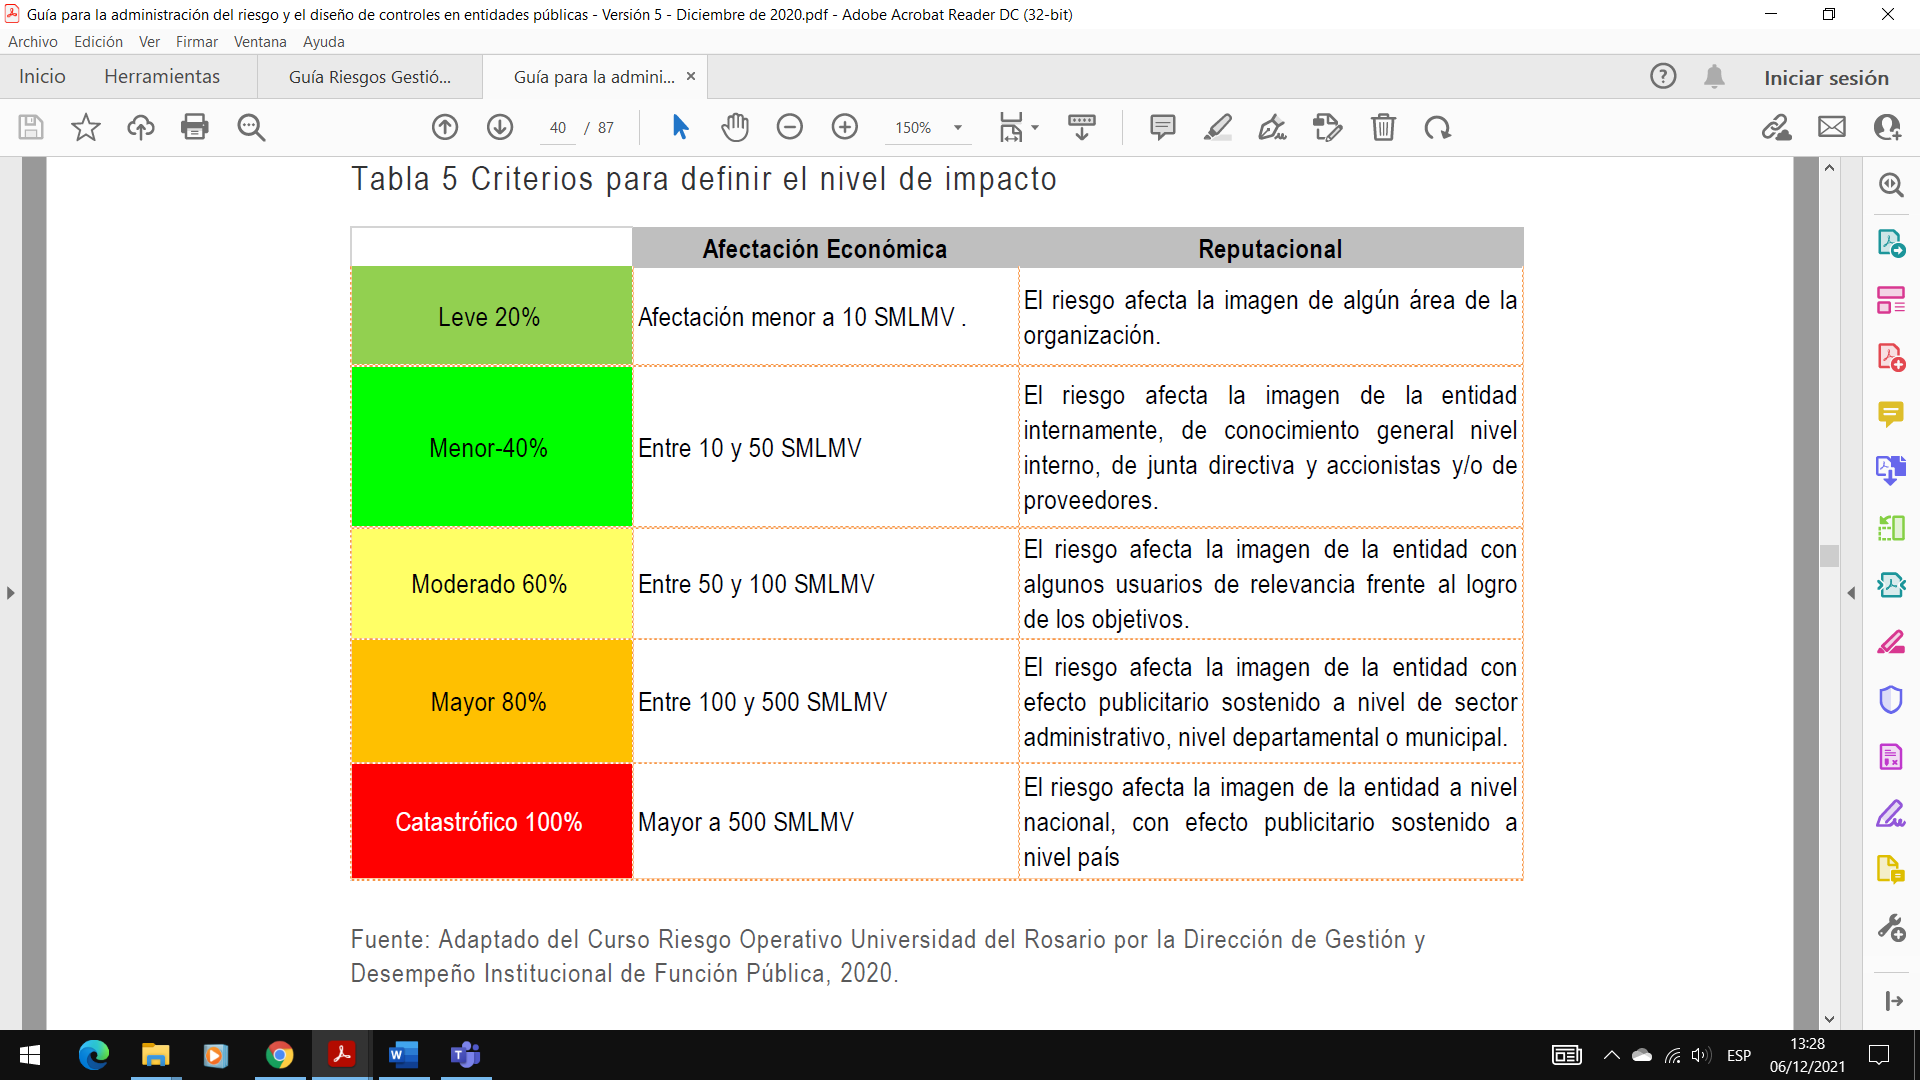 Guía para la administración del riesgo y el diseño de controles en entidades públicas - Versión 5 - Diciembre de 2020.pdf - Adobe Acrobat Reader DC (32-bit)
Archivo Edición Ver Firmar Ventana Ayuda
Inicio Herramientas Guía Riesgos Gestió... Guía para la admini... Iniciar sesión
40 / 87 150%
Tabla 5 Criterios para definir el nivel de impacto
Afectación Económica Reputacional
Leve 20%
Afectación menor a 10 SMLMV .
El riesgo afecta la imagen de algún área de la
organización.
Menor-40%
Entre 10 y 50 SMLMV
El riesgo afecta la imagen de la entidad
internamente, de conocimiento general nivel
interno, de junta directiva y accionistas y/o de
proveedores.
Moderado 60%
Entre 50 y 100 SMLMV
El riesgo afecta la imagen de la entidad con
algunos usuarios de relevancia frente al logro
de los objetivos.
Mayor 80%
Entre 100 y 500 SMLMV
El riesgo afecta la imagen de la entidad con
efecto publicitario sostenido a nivel de sector
administrativo, nivel departamental o municipal.
Catastrófico 100%
Mayor a 500 SMLMV
El riesgo afecta la imagen de la entidad a nivel
nacional, con efecto publicitario sostenido a
nivel país
Fuente: Adaptado del Curso Riesgo Operativo Universidad del Rosario por la Dirección de Gestión y
Desempeño Institucional de Función Pública, 2020.
ESP
13:28
06/12/2021